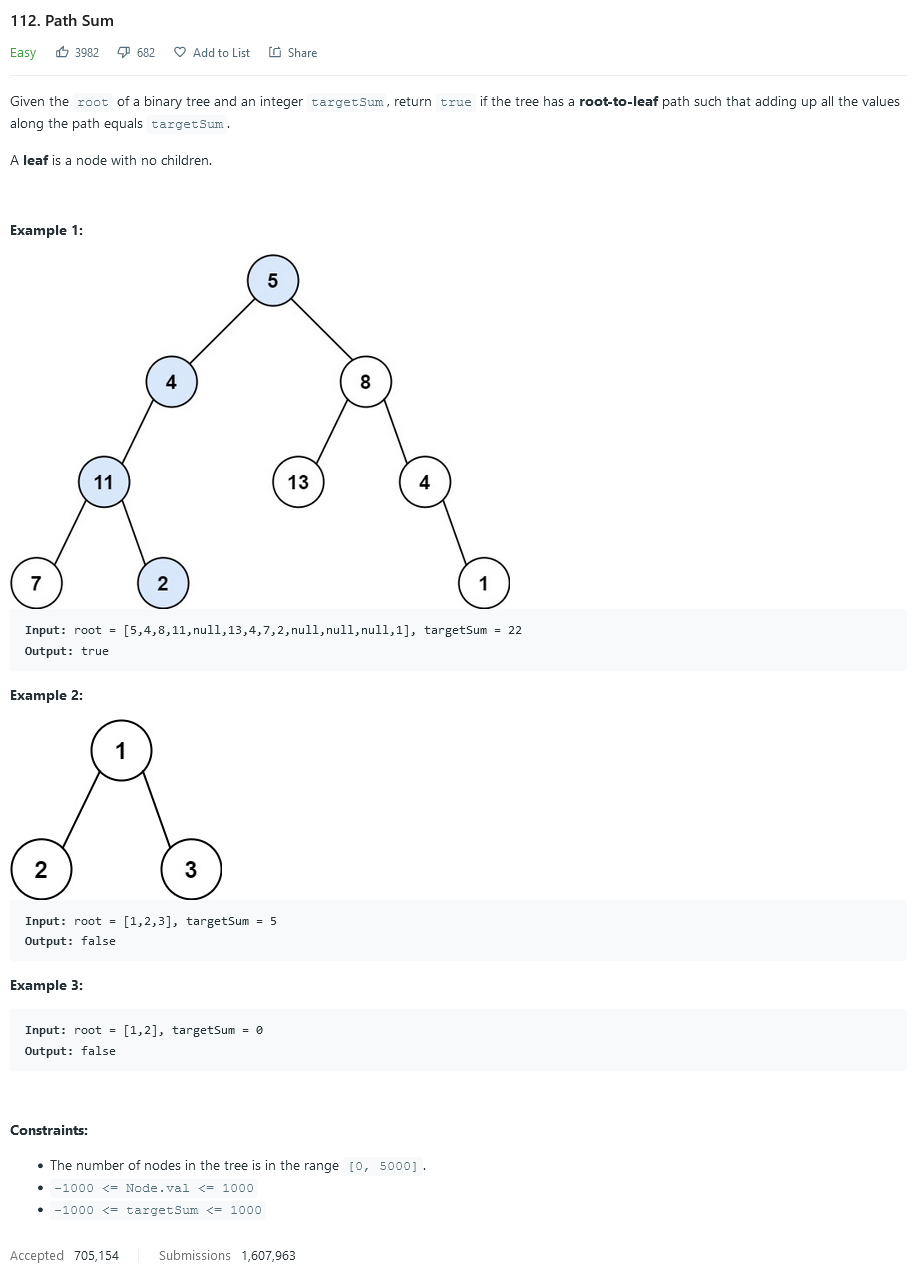 112. Path Sum
Easy 3982 682 Add to List Share
Given the root of a binary tree and an integer targetSum, return true if the tree has a root-to-leaf path such that adding up all the values
along the path equals targetSum.
A leaf is a node with no children.
Example 1:
5
4 8
11 13 4
7 2 1
Input: root = [5,4,8,11,null,13,4,7,2,null,null,null,1], targetSum = 22
Output: true
Example 2:
1
2 3
Input: root = [1,2,3], targetSum = 5
Output: false
Example 3:
Input: root = [1,2], targetSum = 0
Output: false
Constraints:
• The number of nodes in the tree is in the range [0, 5000].
• -1000 <= Node.val <= 1000
• -1000 <= targetSum <= 1000
Accepted 705,154 Submissions 1,607,963